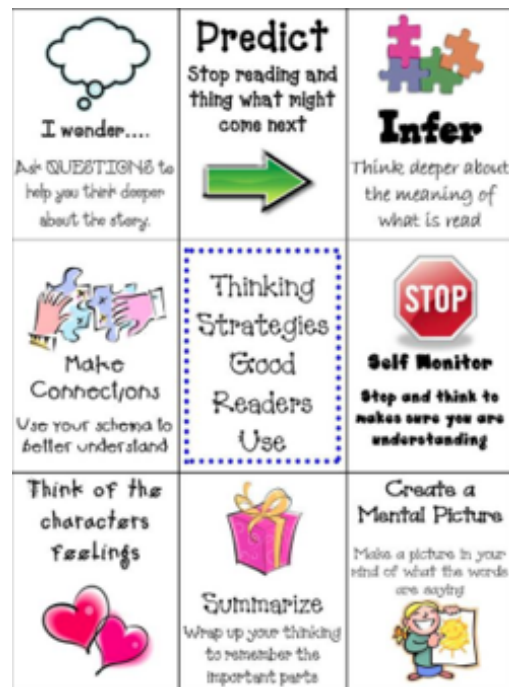 I wonder....
Ask QUESTIONS to
help you think deeper
about the story.
Predict
Stop reading and
thing what might
come next
Infer
Think deeper about
the meaning of
what is read
Make
Connections
Use your schema to
better understand
Thinking
Strategies
Good
Readers
Use
STOP
Self Monitor
Stop and think to
makes sure you are
understanding
Think of the
characters
feelings
Summarize
Wrap up your thinking
to remember the
important parts
Create a
Mental Picture
Make a picture in your
mind of what the words
are saying